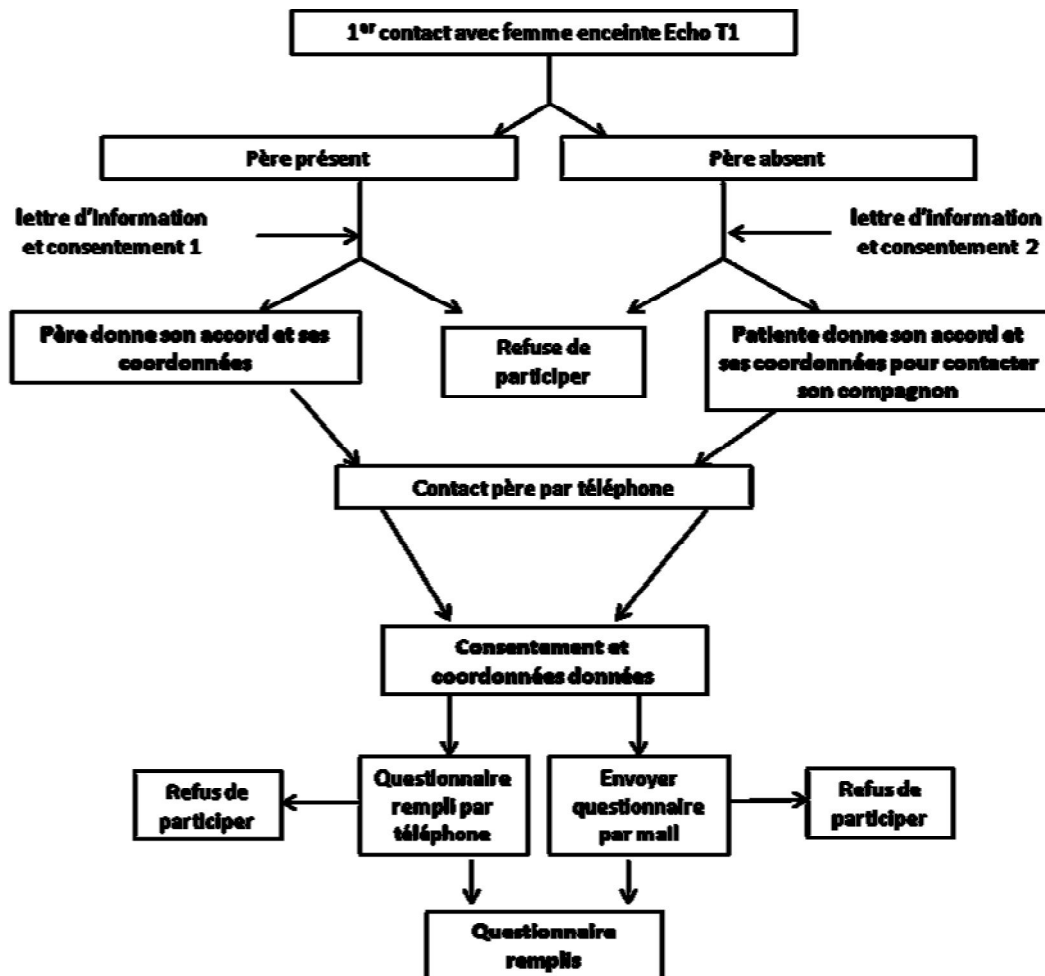 1er contact avec femme enceinte Echo T1
Père présent
Père absent
lettre d'information
et consentement 1
lettre d'information
et consentement 2
Père donne son accord et ses
coordonnées
Refuse de
participer
Patiente donne son accord et
ses coordonnées pour contacter
son compagnon
Contact père par téléphone
Consentement et
coordonnées données
Refus de
participer
Questionnaire
rempli par
téléphone
Envoyer
questionnaire
par mail
Refus de
participer
Questionnaire
remplis